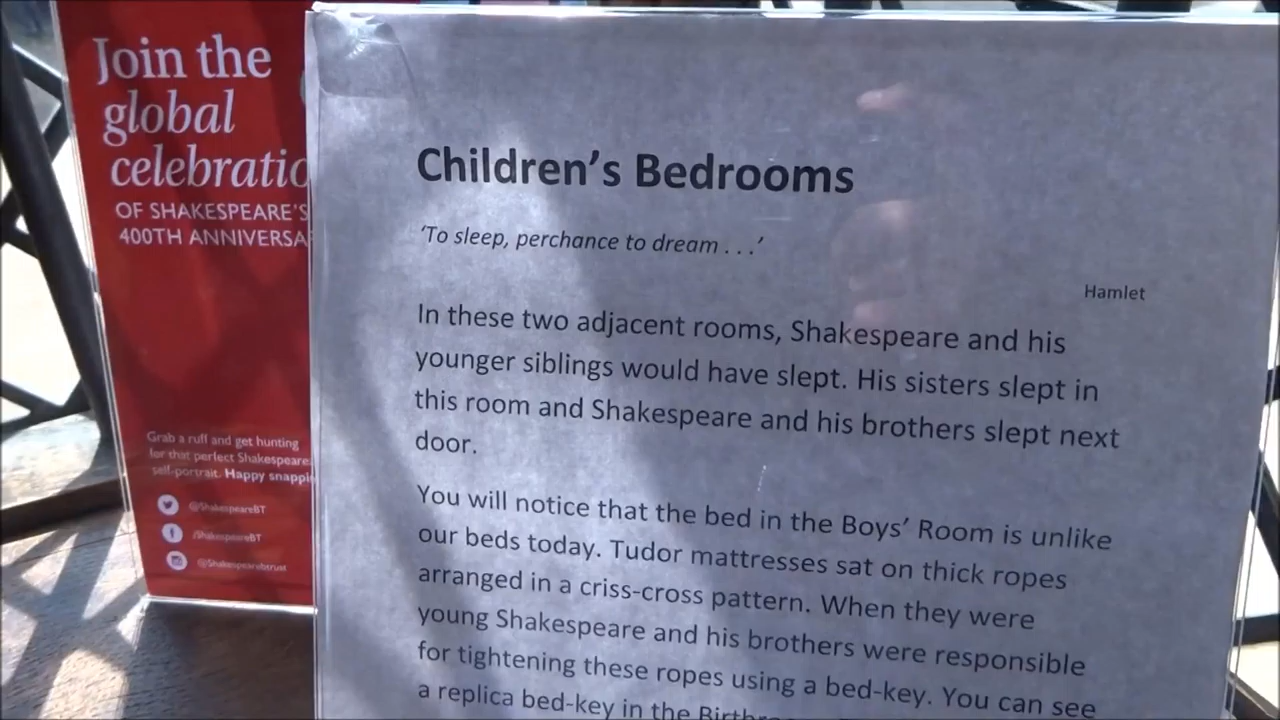 Join the
global
celebratio
OF SHAKESPEARE'S
400TH ANNIVERSA
Grab a ruff and get hunting
for that perfect Shakespeare
self-portrait. Happy snappi
@ShakespeareBT
/ShakespeareBT
@Shakespearebtrust
Children's Bedrooms
'To sleep, perchance to dream . . .'
Hamlet
In these two adjacent rooms, Shakespeare and his
younger siblings would have slept. His sisters slept in
this room and Shakespeare and his brothers slept next
door.
You will notice that the bed in the Boys' Room is unlike
our beds today. Tudor mattresses sat on thick ropes
arranged in a criss-cross pattern. When they were
young Shakespeare and his brothers were responsible
for tightening these ropes using a bed-key. You can see
a replica bed-key in the